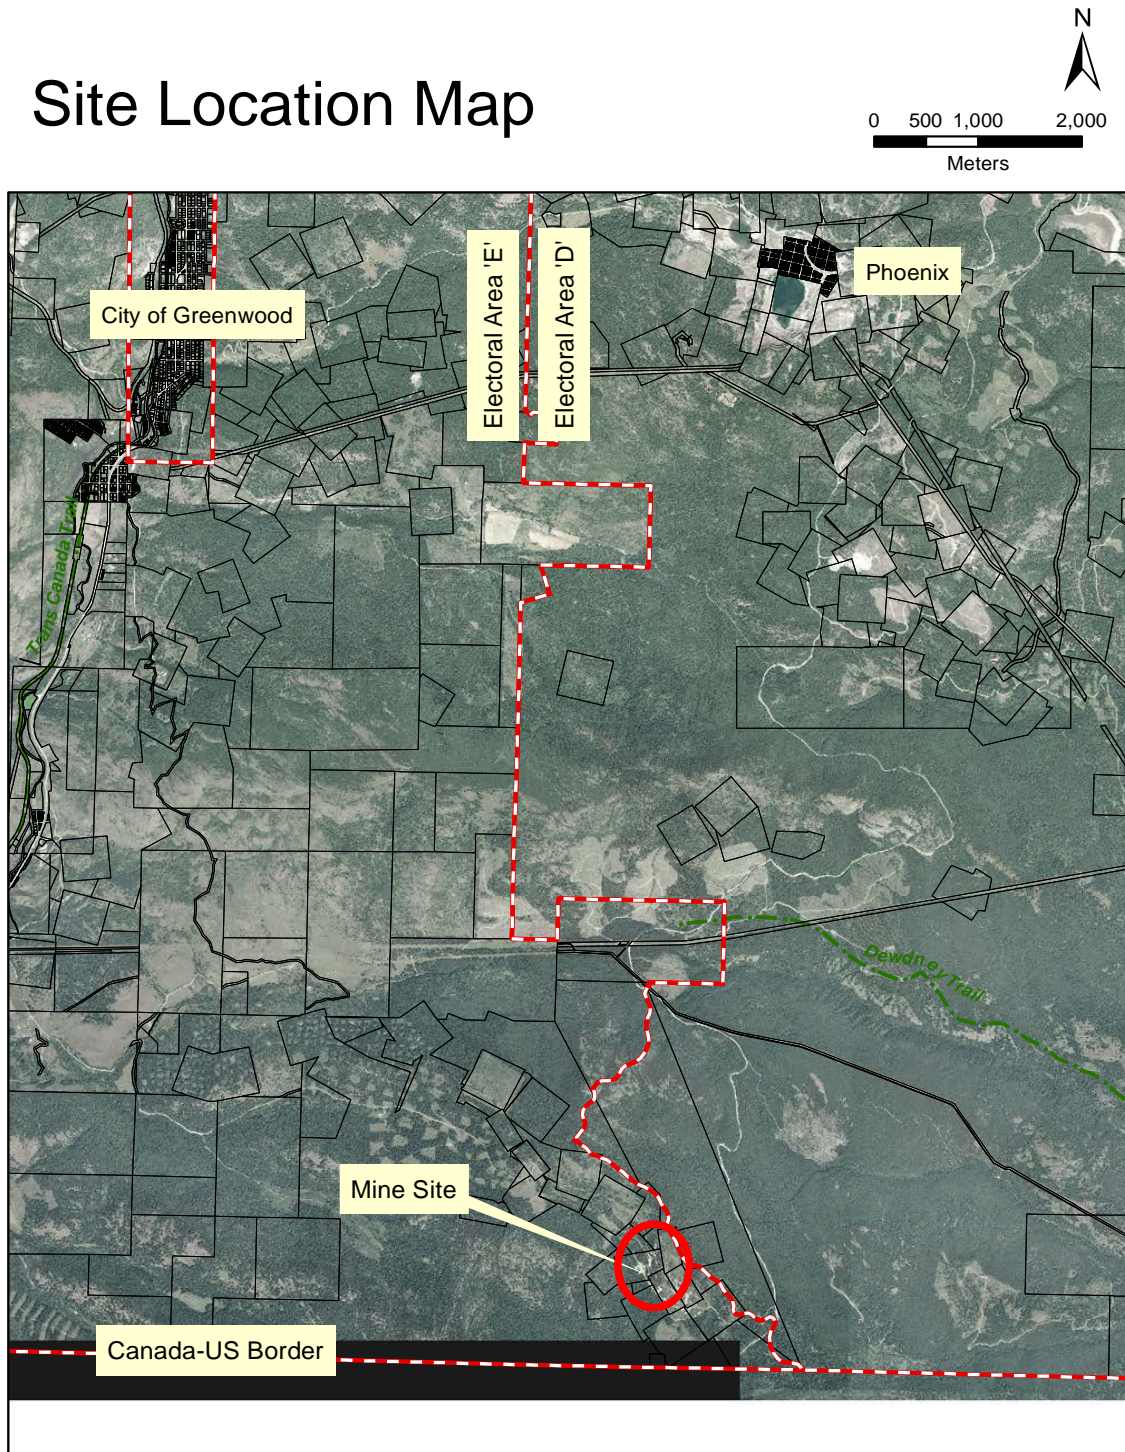 N
Site Location Map
0 500 1,000 2,000
Meters
Electoral Area 'E'
Electoral Area 'D'
Phoenix
City of Greenwood
Trans Canada Trail
Dewdney Trail
Mine Site
Canada-US Border